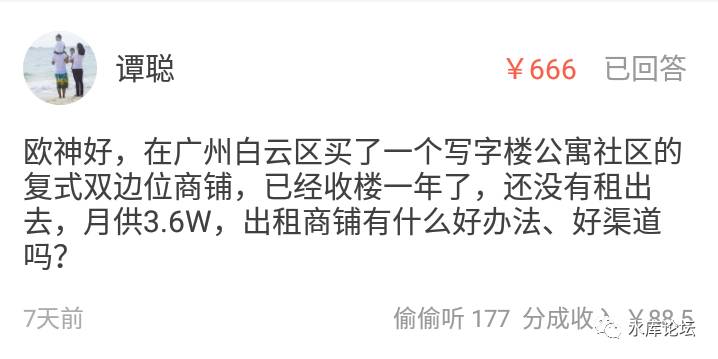 谭聪
￥666 已回答
欧神好，在广州白云区买了一个写字楼公寓社区的
复式双边位商铺，已经收楼一年了，还没有租出
去，月供3.6W，出租商铺有什么好办法、好渠道
吗？
7天前
偷偷听 177 分成收入 ￥88.5
水库论坛